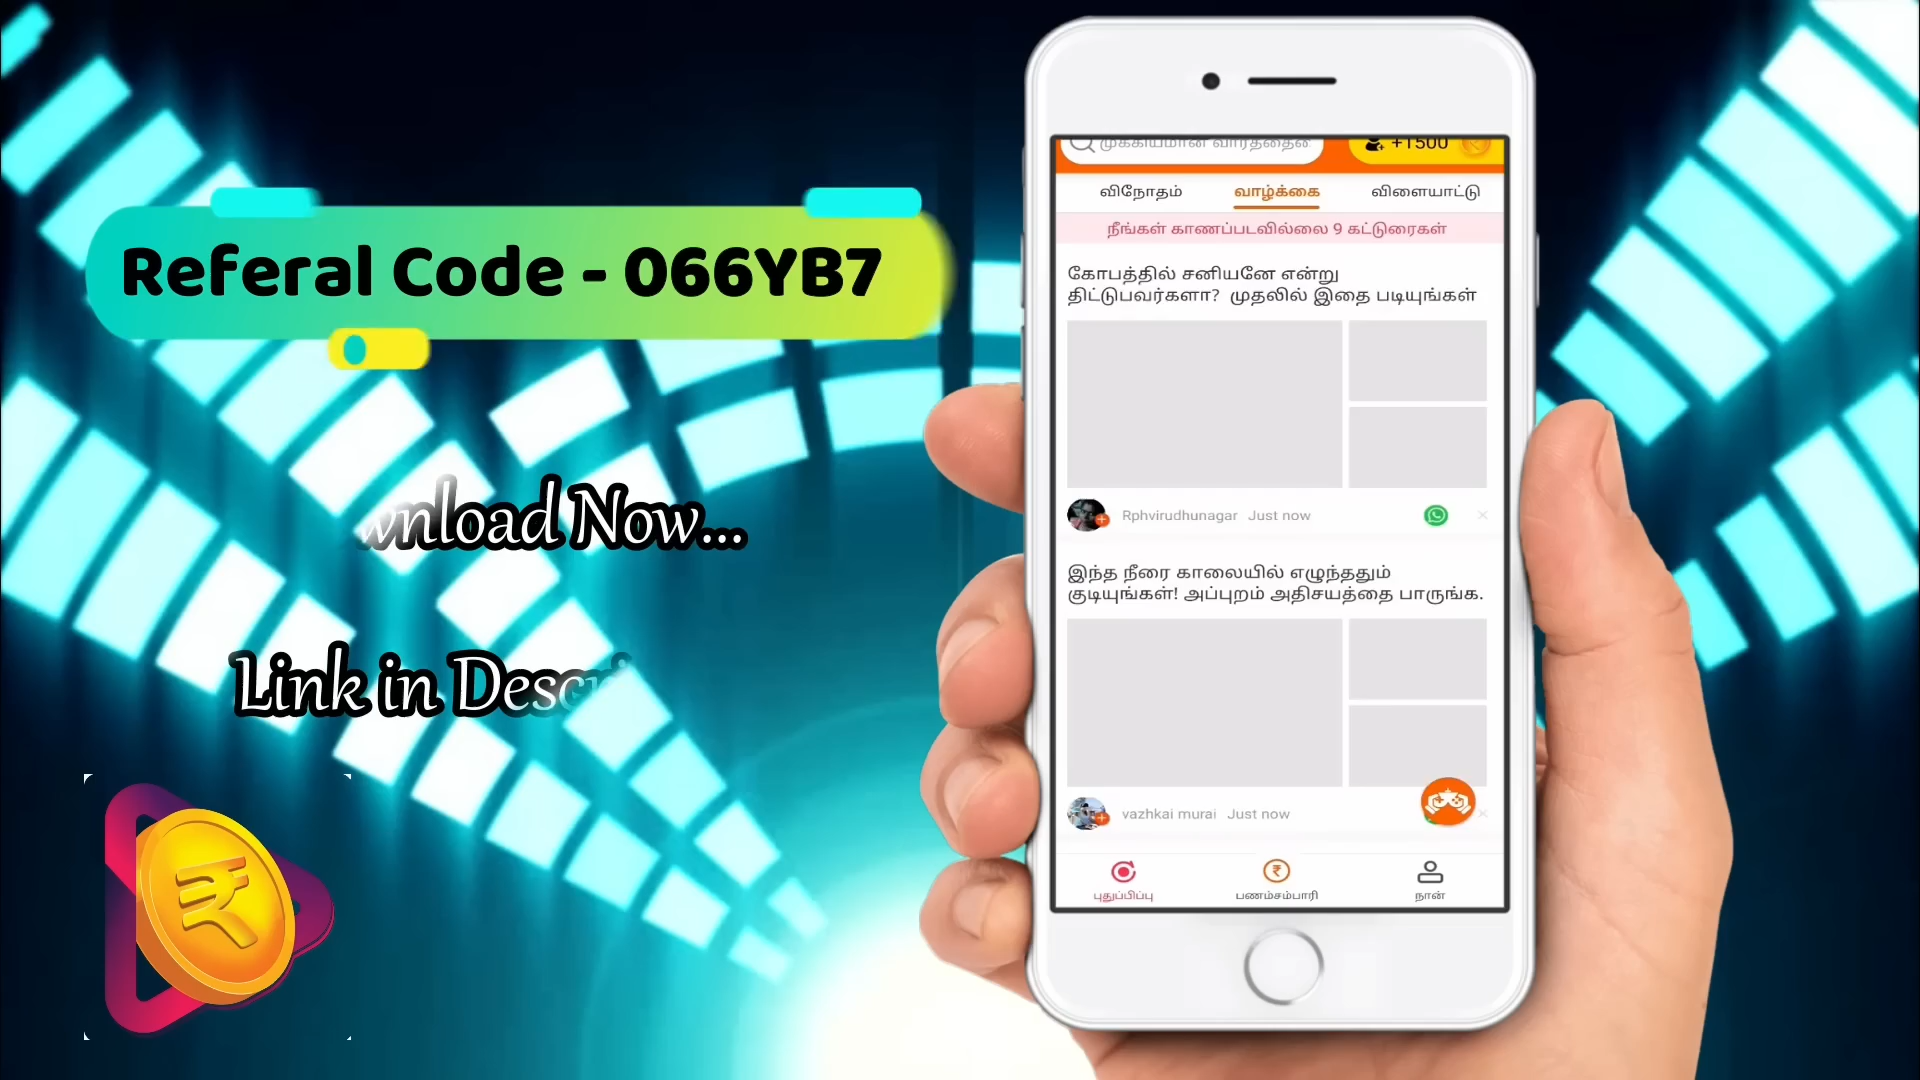 Referal Code - 066YB7
Now...
Link in
+1500
விநோதம் வாழ்க்கை விளையாட்டு
நீங்கள் காணப்படவில்லை 9 கட்டுரைகள்
கோபத்தில் சனியனே என்று
திட்டுபவர்களா? முதலில் இதை படியுங்கள்
Rphvirudhunagar Just now
இந்த நீரை காலையில் எழுந்ததும்
குடியுங்கள்! அப்புறம் அதிசயத்தை பாருங்க.
vazhkai murai Just now
புதுப்பிப்பு பணம்சம்பாரி நான்